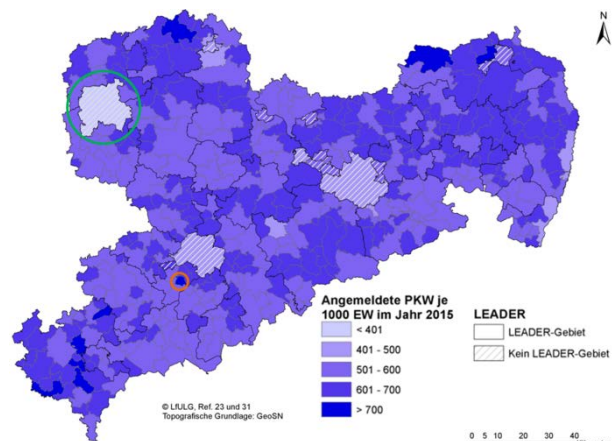 N
Angemeldete PKW je
1000 EW im Jahr 2015
< 401
401 - 500
501 - 600
601 - 700
> 700
LEADER
LEADER-Gebiet
Kein LEADER-Gebiet
© LfULG, Ref. 23 und 31
Topografische Grundlage: GeoSN
0 5 10 20 30 40